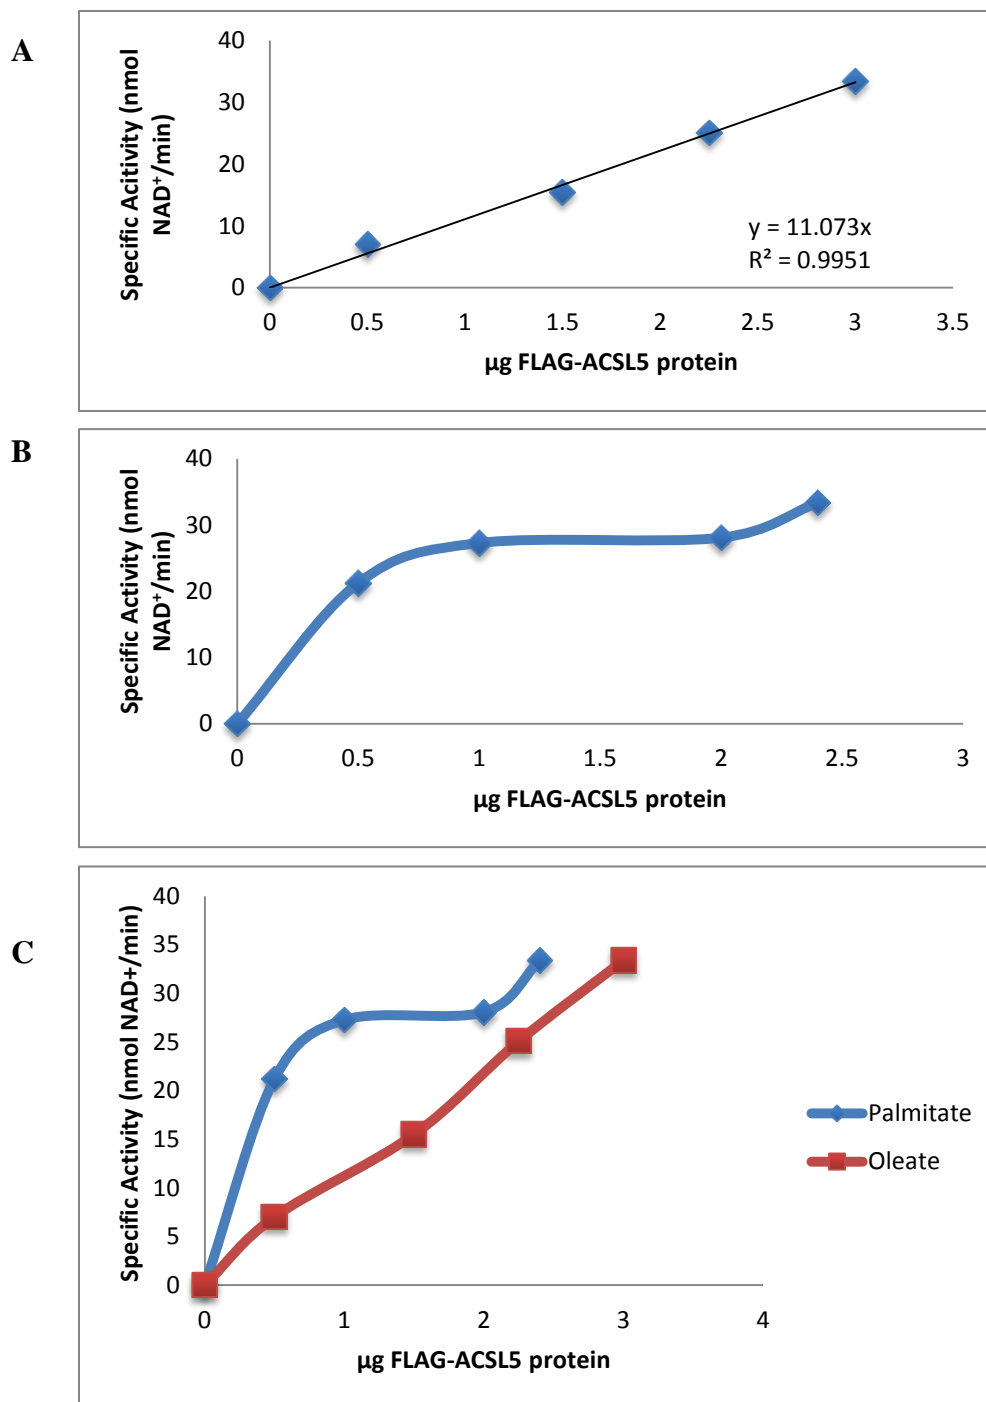 A
Specific Acitivity (nmol
NAD⁺/min)
40
30
20
10
0
0 0.5 1 1.5 2 2.5 3 3.5
y = 11.073x
R² = 0.9951
µg FLAG-ACSL5 protein
B
Specific Activity (nmol
NAD⁺/min)
40
30
20
10
0
0 0.5 1 1.5 2 2.5 3
µg FLAG-ACSL5 protein
C
Specific Activity (nmol NAD+/min)
40
35
30
25
20
15
10
5
0
0 1 2 3 4
µg FLAG-ACSL5 protein
Palmitate
Oleate